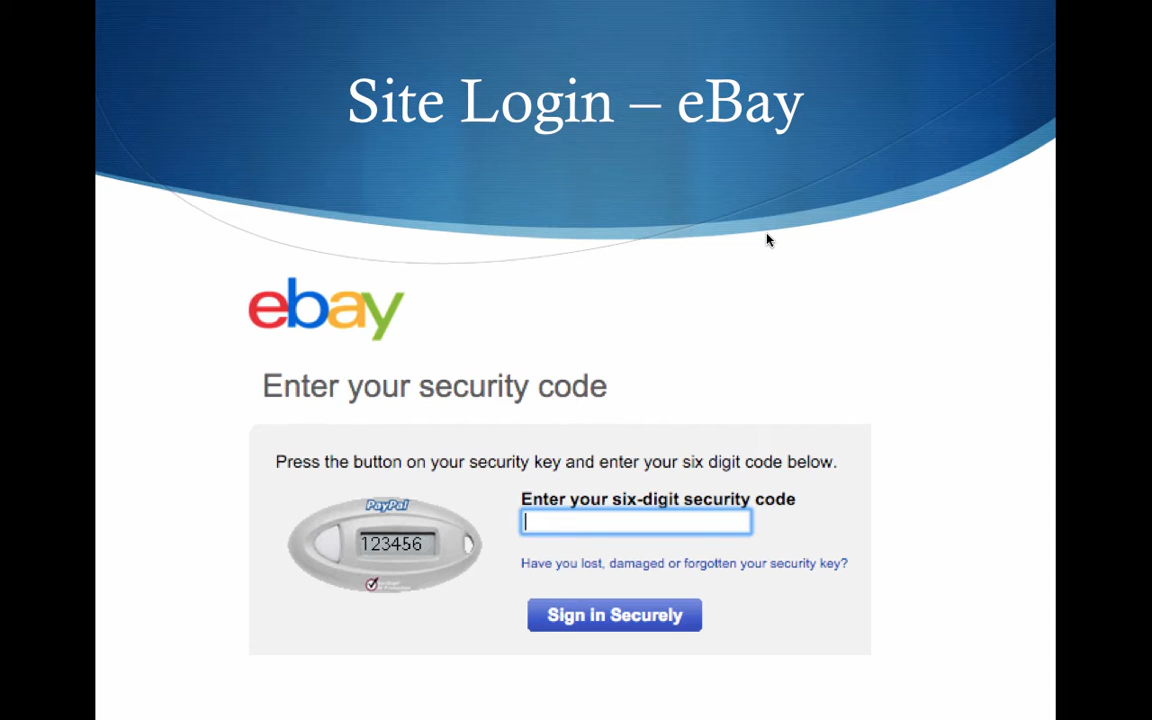 Site Login – eBay
ebay
Enter your security code
Press the button on your security key and enter your six digit code below.
PayPal
123456
Enter your six-digit security code
Have you lost, damaged or forgotten your security key?
Sign in Securely